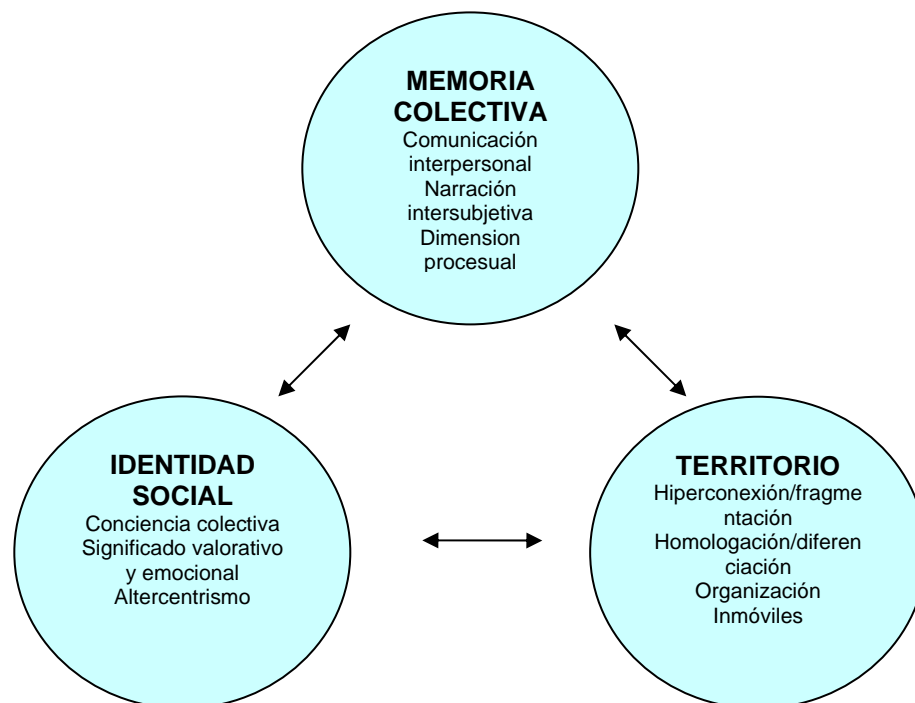 MEMORIA
COLECTIVA
Comunicación
interpersonal
Narración
intersubjetiva
Dimension
procesual
IDENTIDAD
SOCIAL
Conciencia colectiva
Significado valorativo
y emocional
Altercentrismo
TERRITORIO
Hiperconexión/fragme
ntación
Homologación/diferen
ciación
Organización
Inmóviles